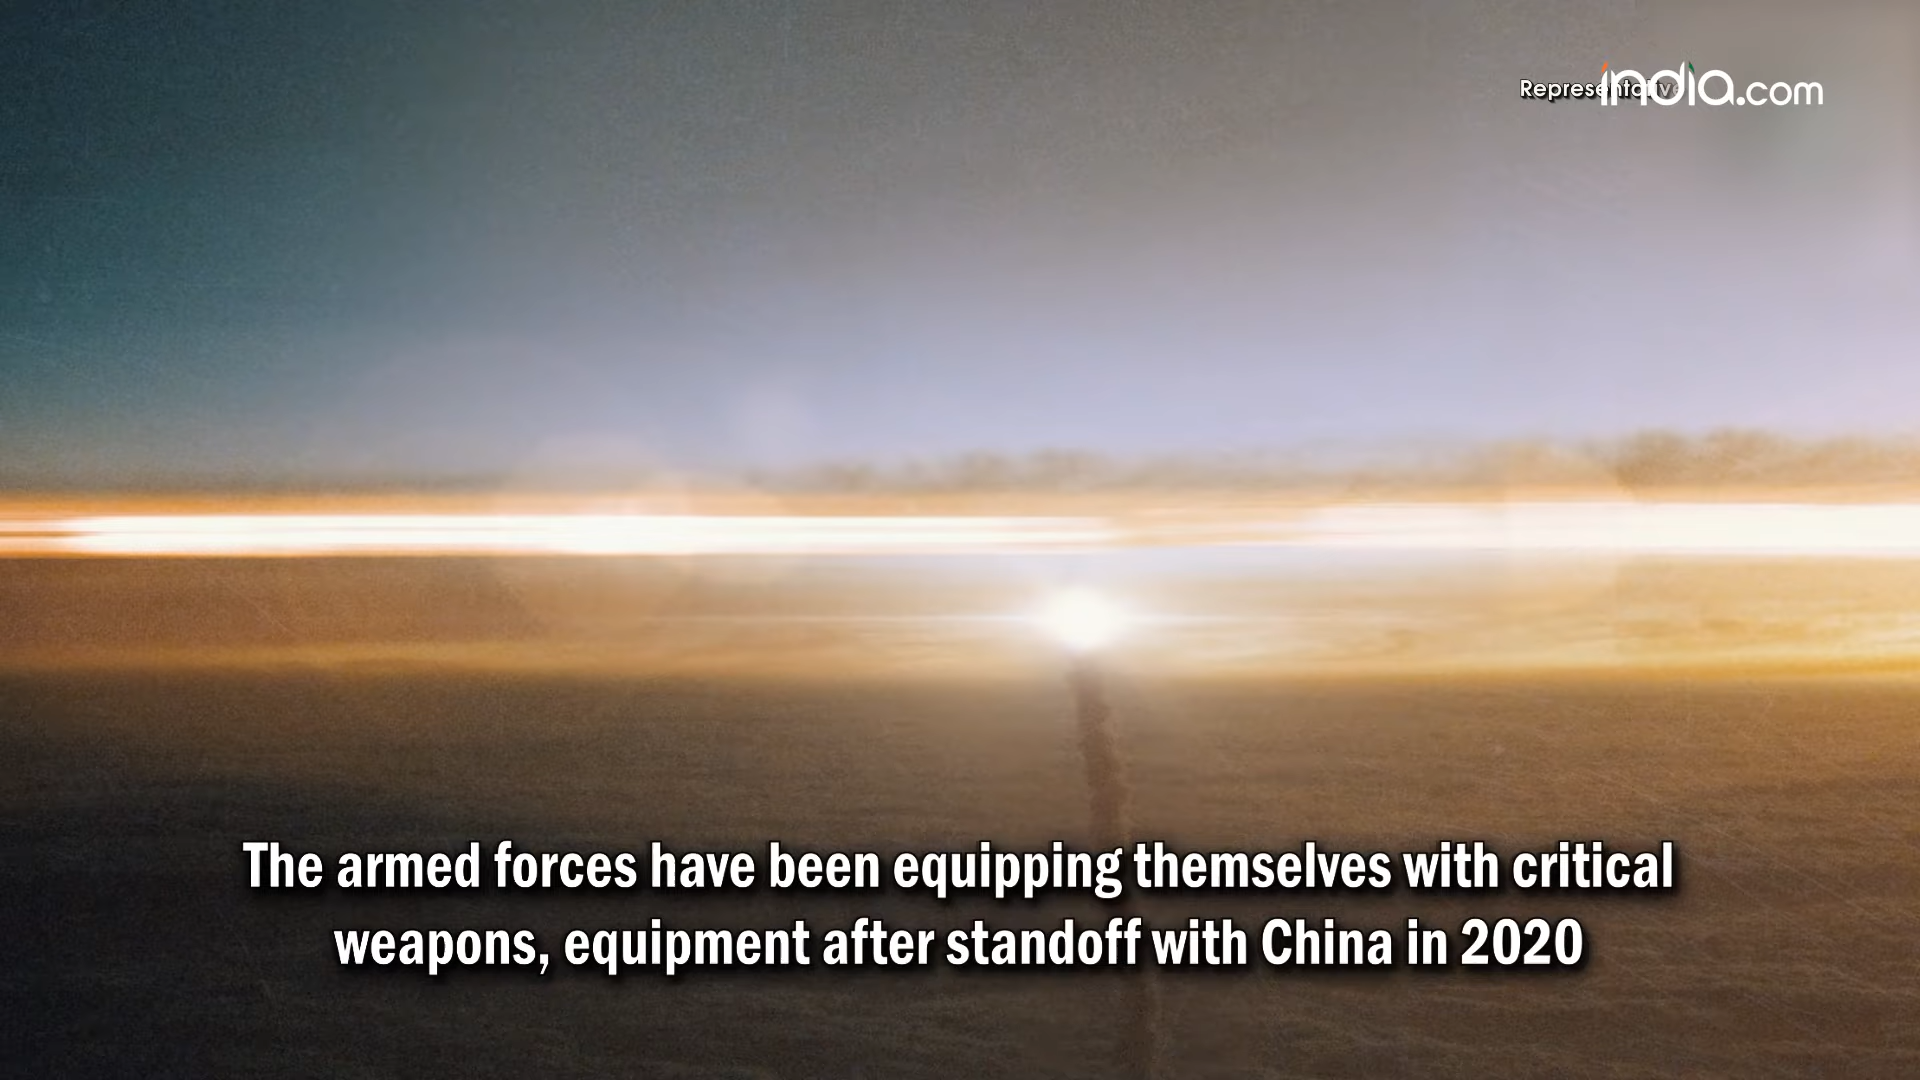 Representative
india.com
The armed forces have been equipping themselves with critical
weapons, equipment after standoff with China in 2020